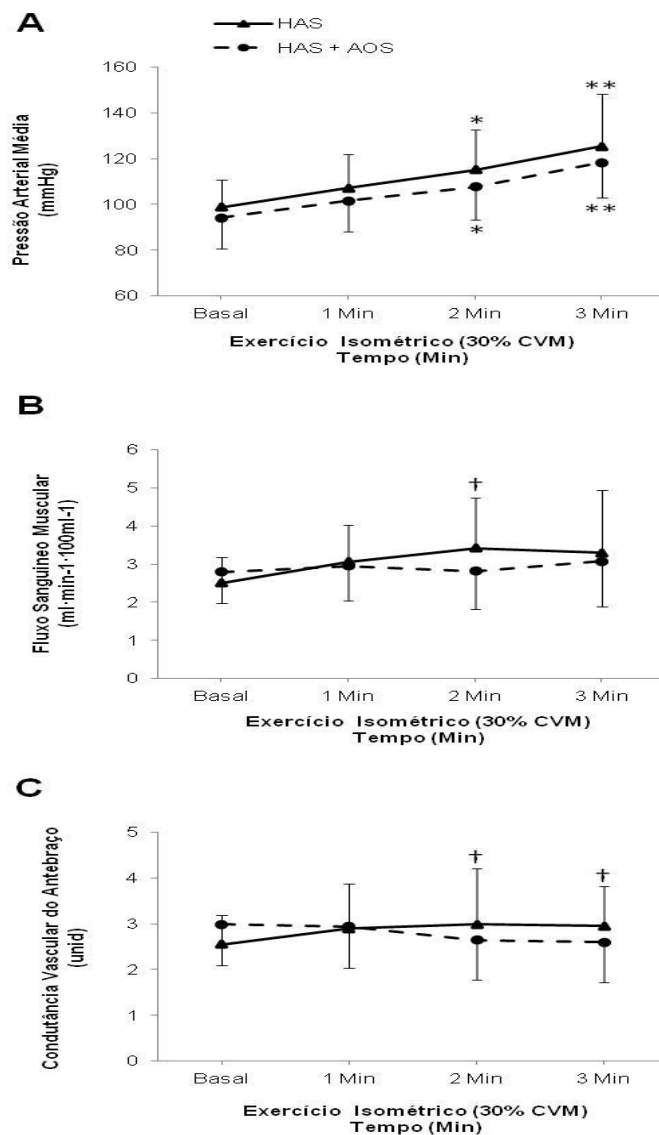 A
HAS
HAS + AOS
Pressão Arterial Média
(mmHg)
160
140
120
100
80
60
*
**
*
**
Basal 1 Min 2 Min 3 Min
Exercício Isométrico (30% CVM)
Tempo (Min)
B
Fluxo Sanguineo Muscular
(ml·min-1·100ml-1)
6
5
4
3
2
1
0
†
Basal 1 Min 2 Min 3 Min
Exercício Isométrico (30% CVM)
Tempo (Min)
C
Condutância Vascular do Antebraço
(unid)
5
4
3
2
1
0
† †
Basal 1 Min 2 Min 3 Min
Exercício Isométrico (30% CVM)
Tempo (Min)